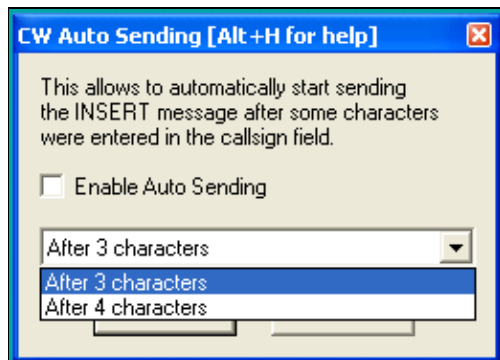 CW Auto Sending [Alt+H for help]
This allows to automatically start sending
the INSERT message after some characters
were entered in the callsign field.
Enable Auto Sending
After 3 characters
After 3 characters
After 4 characters